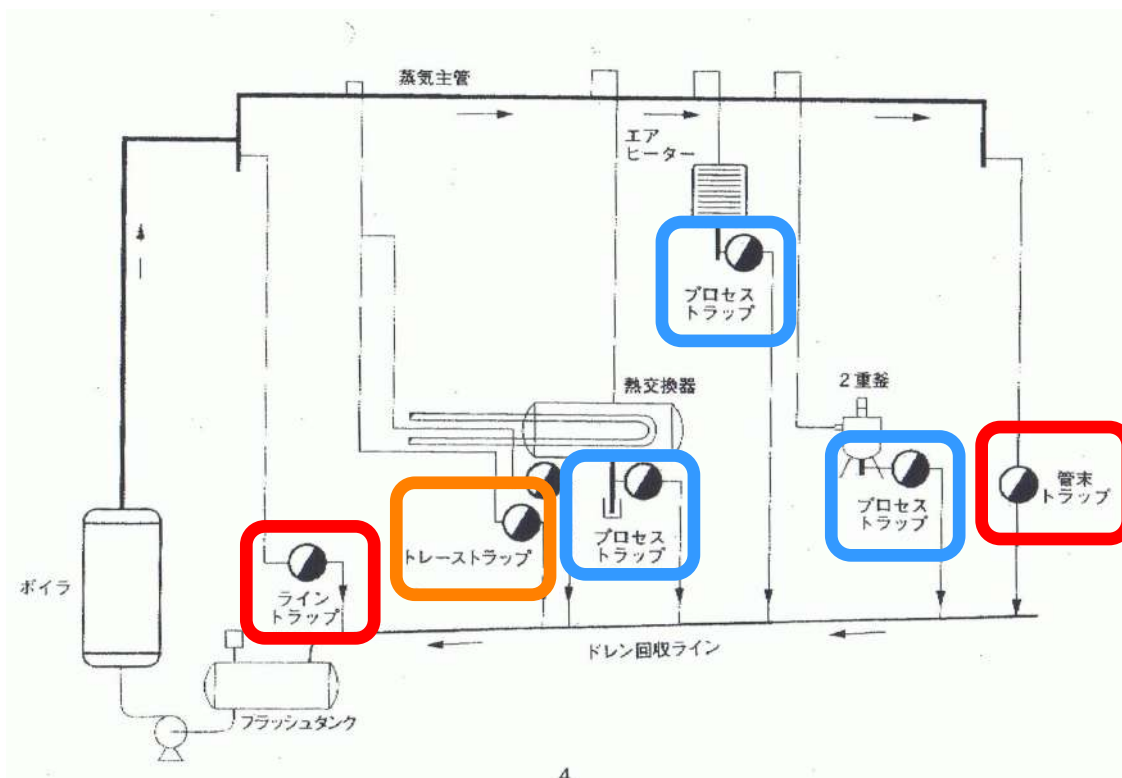 蒸気主管
エア
ヒーター
プロセス
トラップ
熱交換器
2重釜
プロセス
トラップ
プロセス
トラップ
管末
トラップ
トレーストラップ
ボイラ
ライン
トラップ
ドレン回収ライン
フラッシュタンク
4